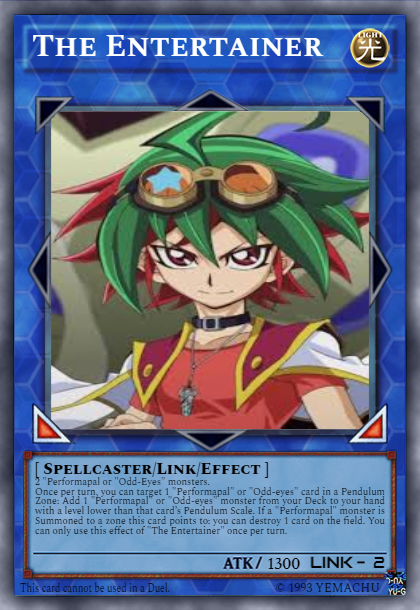 The Entertainer
LIGHT
光
[ Spellcaster/Link/Effect ]
2 "Performapal or "Odd-Eyes" monsters.
Once per turn, you can target 1 "Performapal" or "Odd-eyes" card in a Pendulum
Zone: Add 1 "Performapal" or "Odd-eyes" monster from your Deck to your hand
with a level lower than that card's Pendulum Scale. If a "Performapal" monster is
Summoned to a zone this card points to: you can destroy 1 card on the field. You
can only use this effect of "The Entertainer" once per turn.
ATK/ 1300 LINK - 2
This card cannot be used in a Duel. © 1993 YEMACHU